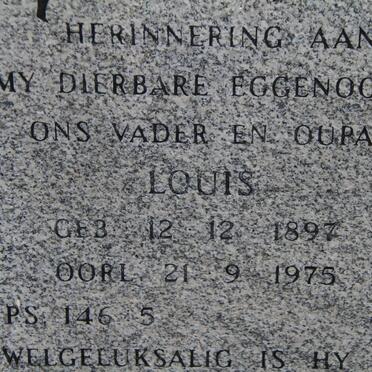 HERINNERING AAN
MY DIERBARE EGGENOO
ONS VADER EN OUPA
LOUIS
GEB 12 12 1897
OORL 21 9 1975
PS 146 5
WELGELUKSALIG IS HY